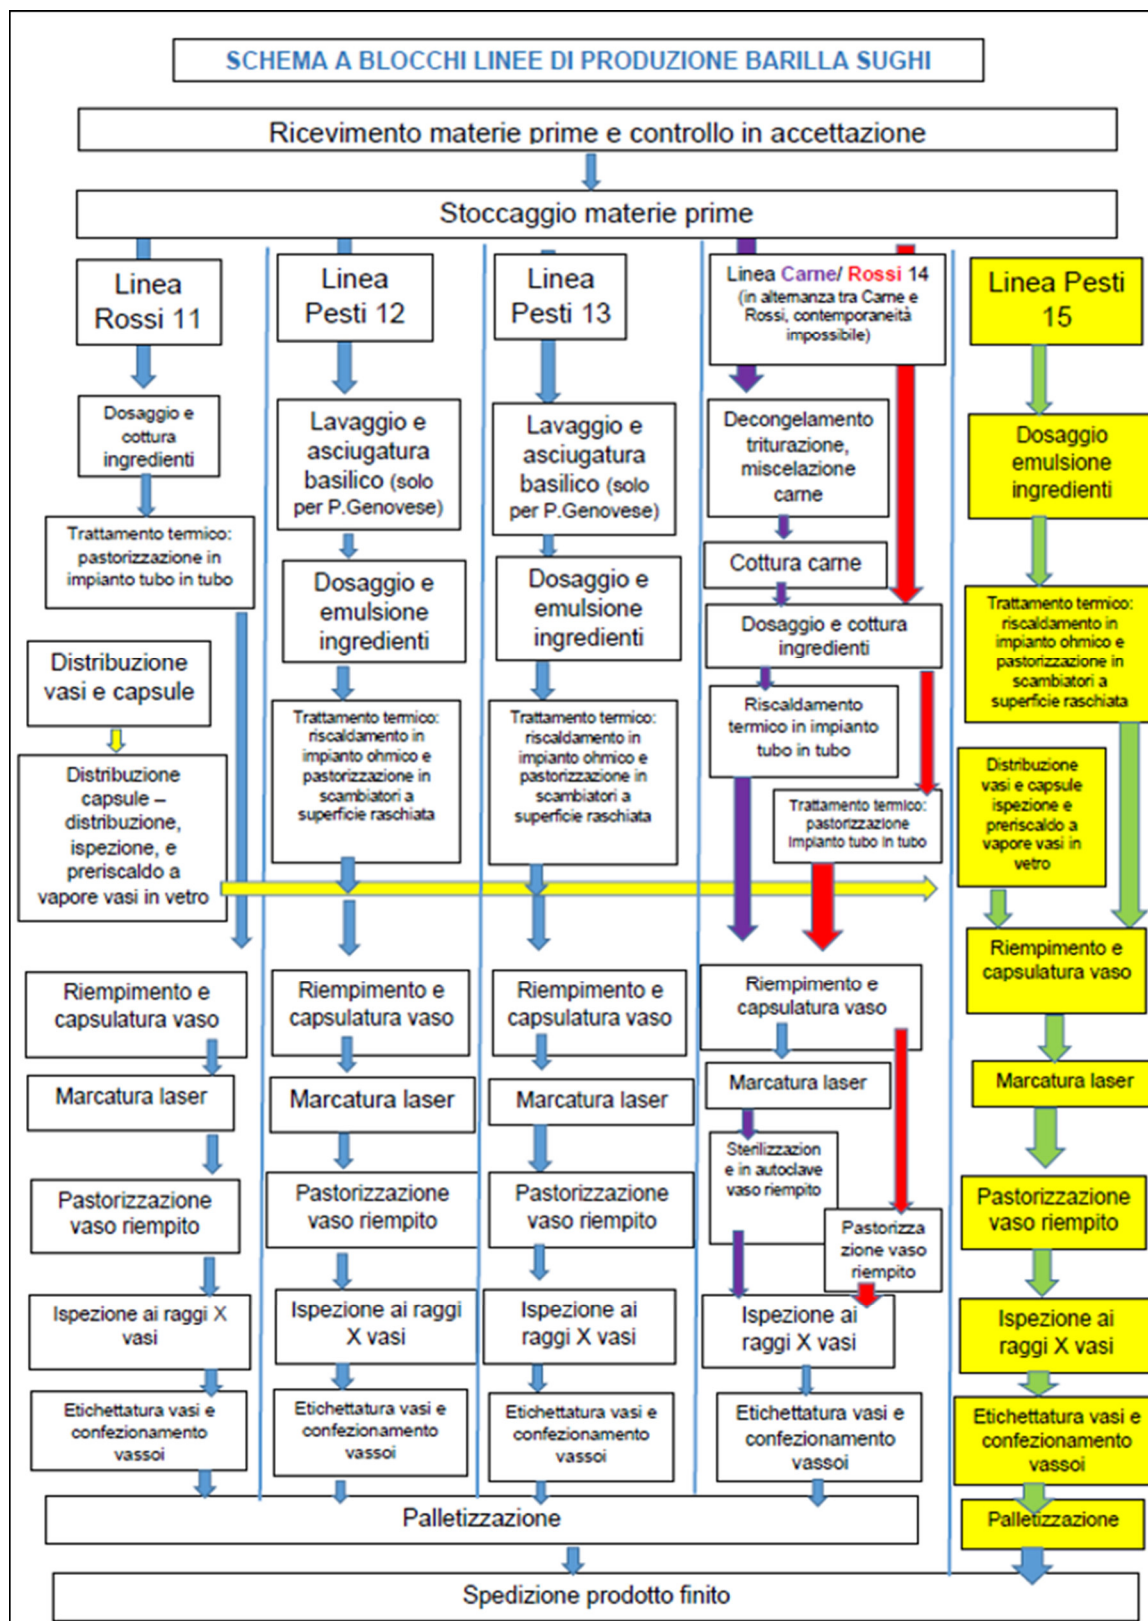 SCHEMA A BLOCCHI LINEE DI PRODUZIONE BARILLA SUGHI
Ricevimento materie prime e controllo in accettazione
Stoccaggio materie prime
Linea
Rossi 11
Dosaggio e
cottura
ingredienti
Trattamento termico:
pastorizzazione in
impianto tubo in tubo
Distribuzione
vasi e capsule
Distribuzione
capsule –
distribuzione,
ispezione, e
preriscaldo a
vapore vasi in vetro
Riempimento e
capsulatura vaso
Marcatura laser
Pastorizzazione
vaso riempito
Ispezione ai raggi X
vasi
Etichettatura vasi e
confezionamento
vassoi
Linea
Pesti 12
Lavaggio e
asciugatura
basilico (solo
per P.Genovese)
Dosaggio e
emulsione
ingredienti
Trattamento termico:
riscaldamento in
impianto ohmico e
pastorizzazione in
scambiatori a
superficie raschiata
Riempimento e
capsulatura vaso
Marcatura laser
Pastorizzazione
vaso riempito
Ispezione ai raggi
X vasi
Etichettatura vasi e
confezionamento
vassoi
Linea
Pesti 13
Lavaggio e
asciugatura
basilico (solo
per P.Genovese)
Dosaggio e
emulsione
ingredienti
Trattamento termico:
riscaldamento in
impianto ohmico e
pastorizzazione in
scambiatori a
superficie raschiata
Riempimento e
capsulatura vaso
Marcatura laser
Pastorizzazione
vaso riempito
Ispezione ai
raggi X vasi
Etichettatura vasi e
confezionamento
vassoi
Linea Carne/ Rossi 14
(in alternanza tra Carne e
Rossi, contemporaneità
impossibile)
Decongelamento
triturazione,
miscelazione
carne
Cottura carne
Dosaggio e cottura
ingredienti
Riscaldamento
termico in impianto
tubo in tubo
Trattamento termico:
pastorizzazione
Impianto tubo in tubo
Riempimento e
capsulatura vaso
Marcatura laser
Sterilizzazion
e in autoclave
vaso riempito
Pastorizza
zione vaso
riempito
Ispezione ai
raggi X vasi
Etichettatura vasi e
confezionamento
vassoi
Linea Pesti
15
Dosaggio
emulsione
ingredienti
Trattamento termico:
riscaldamento in
impianto ohmico e
pastorizzazione in
scambiatori a
superficie raschiata
Distribuzione
vasi e capsule
ispezione e
preriscaldo a
vapore vasi in
vetro
Riempimento e
capsulatura vaso
Marcatura laser
Pastorizzazione
vaso riempito
Ispezione ai
raggi X vasi
Etichettatura vasi e
confezionamento
vassoi
Palletizzazione
Palletizzazione
Spedizione prodotto finito